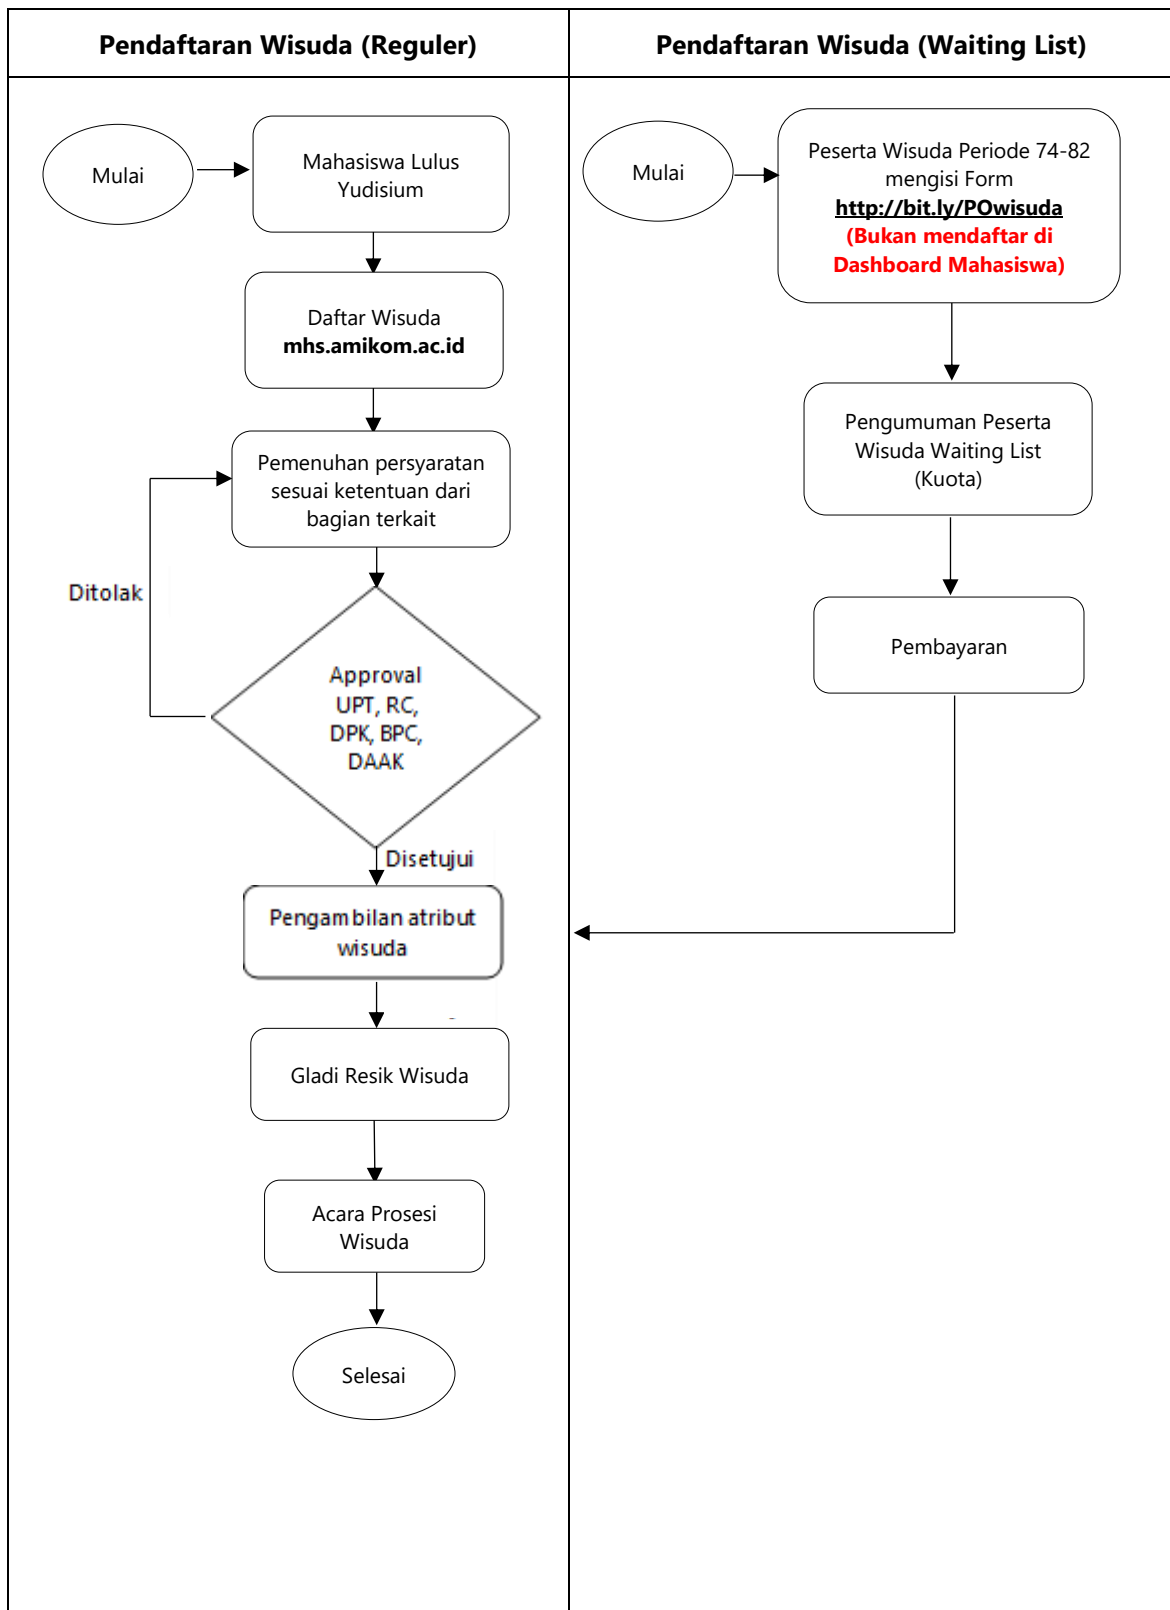 Pendaftaran Wisuda (Reguler)
Mulai
Mahasiswa Lulus
Yudisium
Daftar Wisuda
mhs.amikom.ac.id
Pemenuhan persyaratan
sesuai ketentuan dari
bagian terkait
Ditolak
Approval
UPT, RC,
DPK, BPC,
DAAK
Disetujui
Pengambilan atribut
wisuda
Gladi Resik Wisuda
Acara Prosesi
Wisuda
Selesai
Pendaftaran Wisuda (Waiting List)
Mulai
Peserta Wisuda Periode 74-82
mengisi Form
http://bit.ly/POwisuda
(Bukan mendaftar di
Dashboard Mahasiswa)
Pengumuman Peserta
Wisuda Waiting List
(Kuota)
Pembayaran